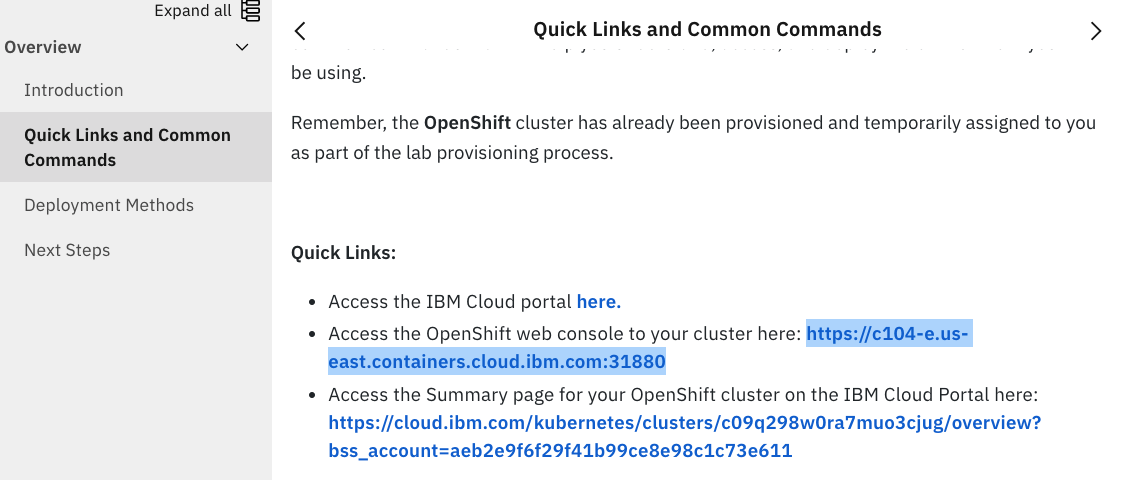 Expand all
Overview
Introduction
Quick Links and Common
Commands
Deployment Methods
Next Steps
Quick Links and Common Commands
be using.
Remember, the OpenShift cluster has already been provisioned and temporarily assigned to you
as part of the lab provisioning process.
Quick Links:
Access the IBM Cloud portal here.
Access the OpenShift web console to your cluster here: https://c104-e.us-
east.containers.cloud.ibm.com:31880
Access the Summary page for your OpenShift cluster on the IBM Cloud Portal here:
https://cloud.ibm.com/kubernetes/clusters/c09q298w0ra7muo3cjug/overview?
bss_account=aeb2e9f6f29f41b99ce8e98c1c73e611